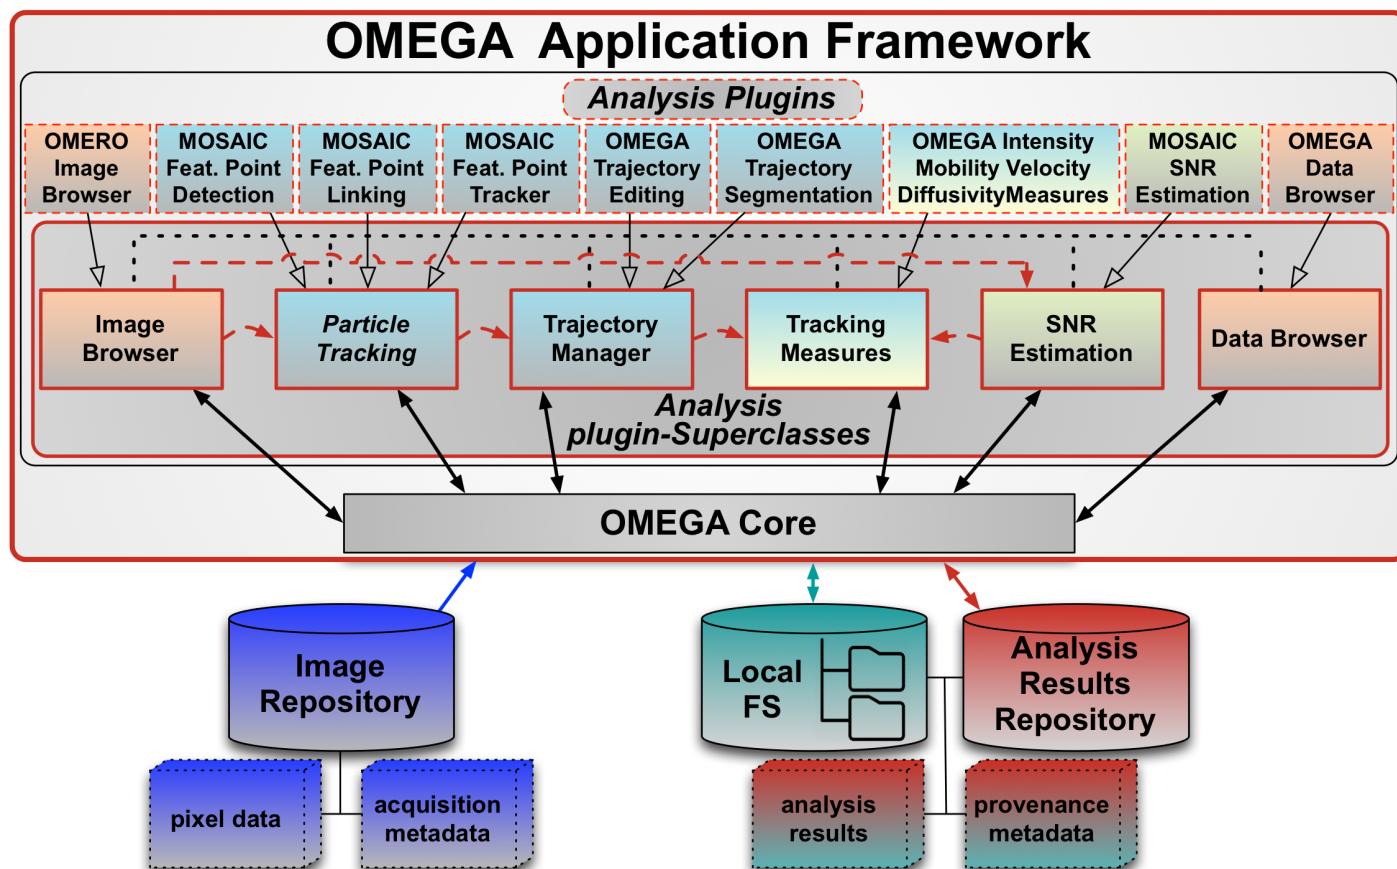 OMEGA Application Framework
Analysis Plugins
OMERO
Image
Browser
MOSAIC
Feat. Point
Detection
MOSAIC
Feat. Point
Linking
MOSAIC
Feat. Point
Tracker
OMEGA
Trajectory
Editing
OMEGA
Trajectory
Segmentation
OMEGA Intensity
Mobility Velocity
DiffusivityMeasures
MOSAIC
SNR
Estimation
OMEGA
Data
Browser
Image
Browser
Particle
Tracking
Trajectory
Manager
Tracking
Measures
SNR
Estimation
Data Browser
Analysis
plugin-Superclasses
OMEGA Core
Image
Repository
Local
FS
Analysis
Results
Repository
pixel data
acquisition
metadata
analysis
results
provenance
metadata